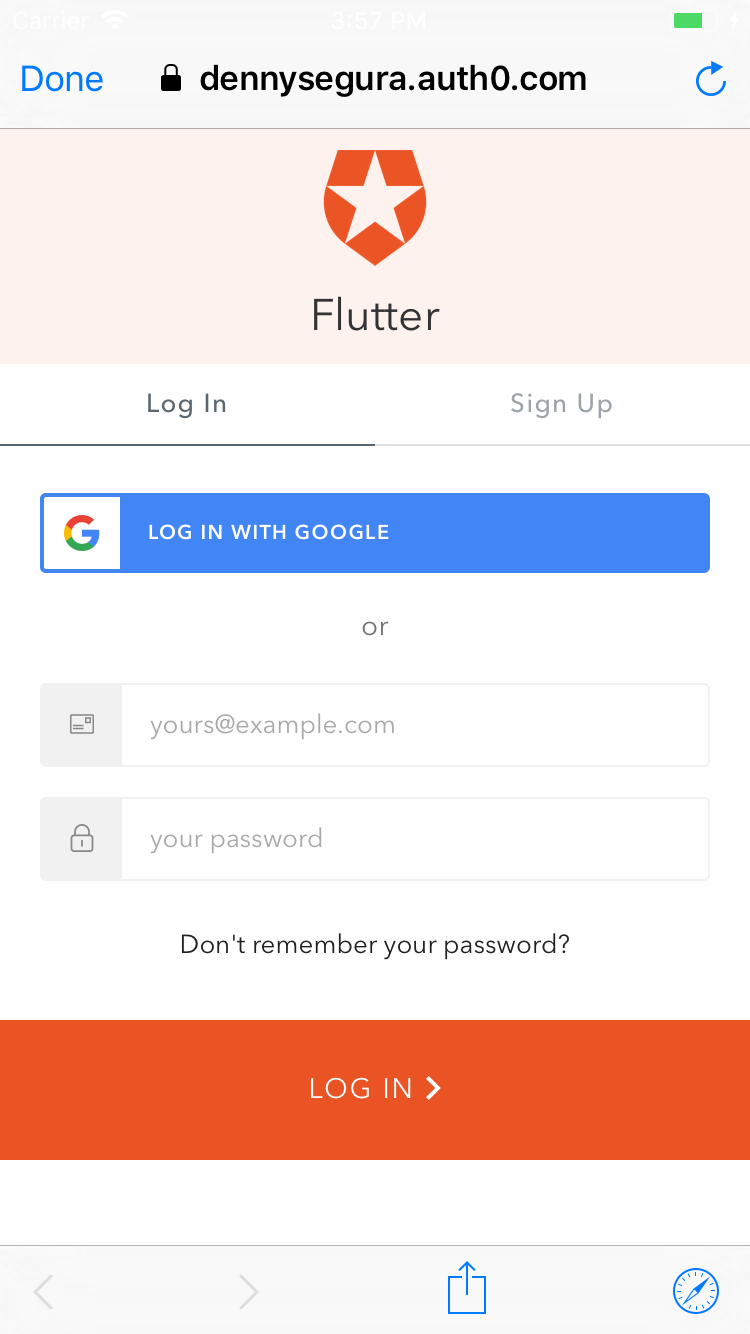 Carrier 3:57 PM
Done dennysegura.auth0.com
Flutter
Log In Sign Up
LOG IN WITH GOOGLE
or
yours@example.com
your password
Don't remember your password?
LOG IN